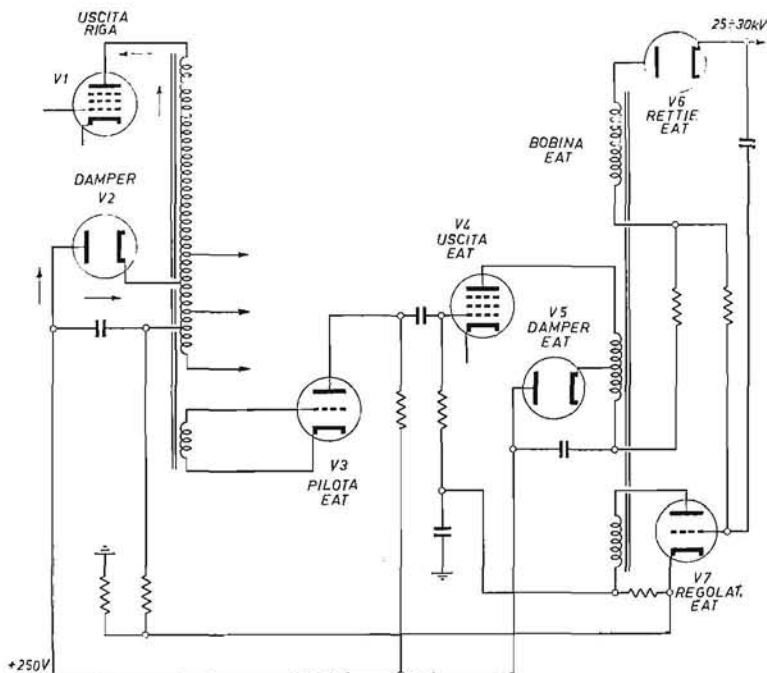 USCITA
RIGA
V1
DAMPER
V2
V3
PILOTA
EAT
V4
USCITA
EAT
V5
DAMPER
EAT
BOBINA
EAT
V6
RETTIE.
EAT
25÷30kV
V7
REGOLAT.
EAT
+250V